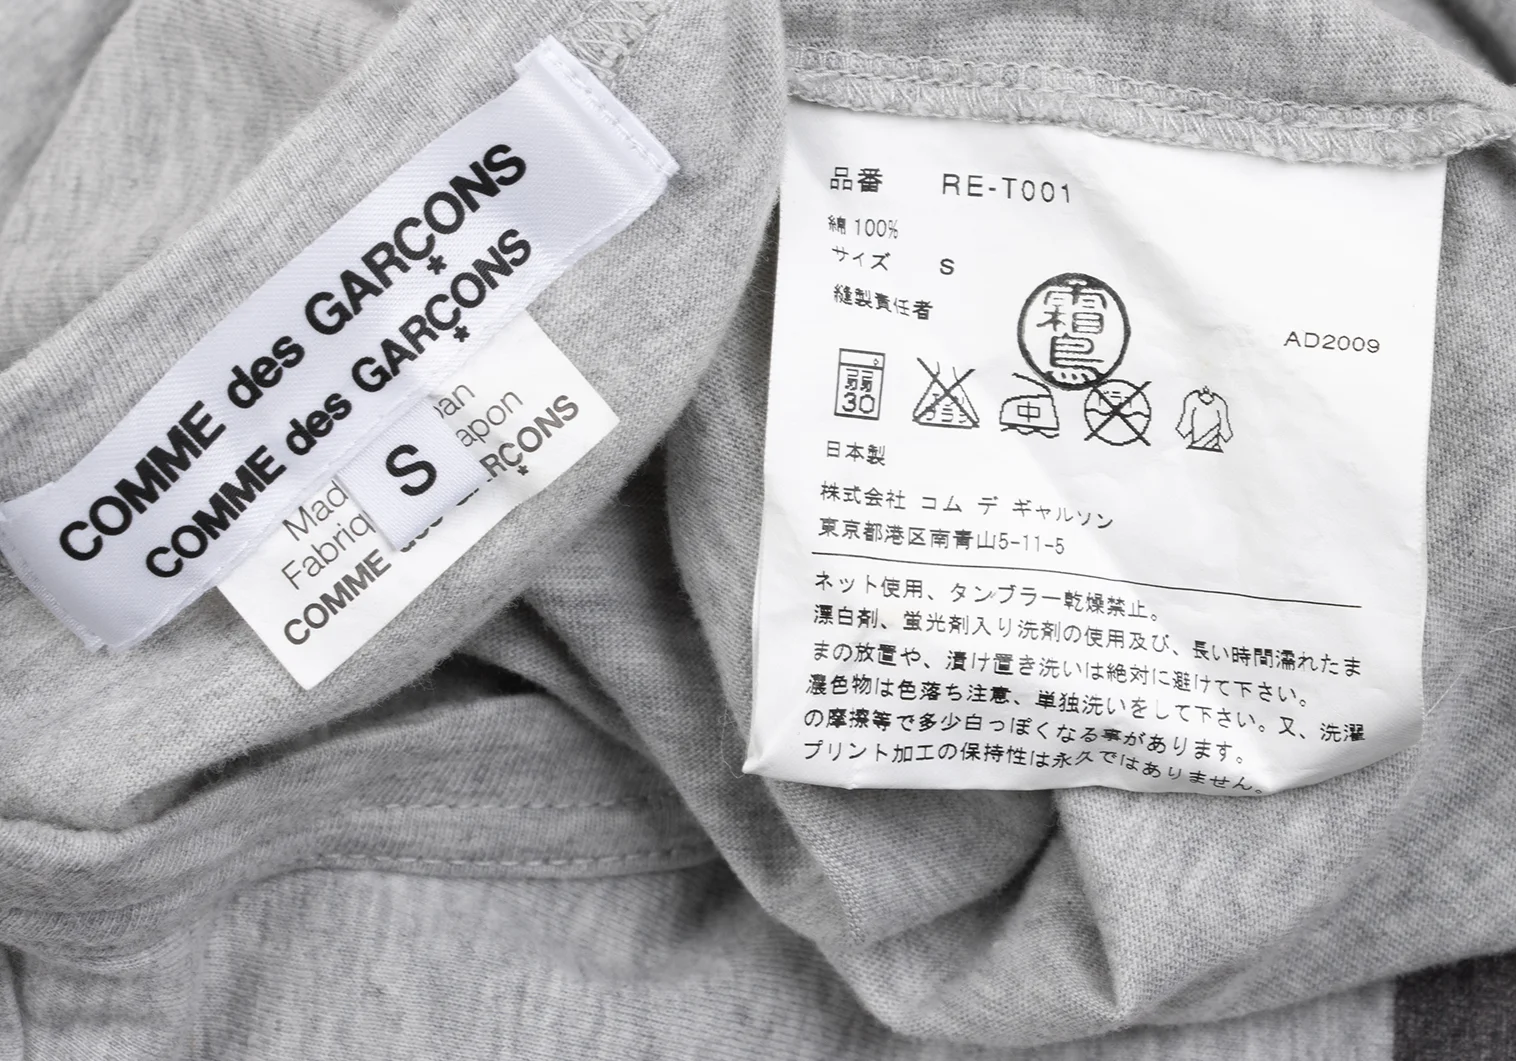 COMME des GARÇONS
COMME des GARÇONS
S
Mad
Fabriq
apon
COMME des GARÇONS
品番 RE-T001
綿 100%
サイズ S
縫製責任者
霜鳥
AD2009
弱
30
中
日本製
株式会社 コム デ ギャルソン
東京都港区南青山5-11-5
ネット使用、タンブラー乾燥禁止。
漂白剤、蛍光剤入り洗剤の使用及び、長い時間濡れたま
まの放置や、漬け置き洗いは絶対に避けて下さい。
濃色物は色落ち注意、単独洗いをして下さい。又、洗濯
の摩擦等で多少白っぽくなる事があります。
プリント加工の保持性は永久ではありません。